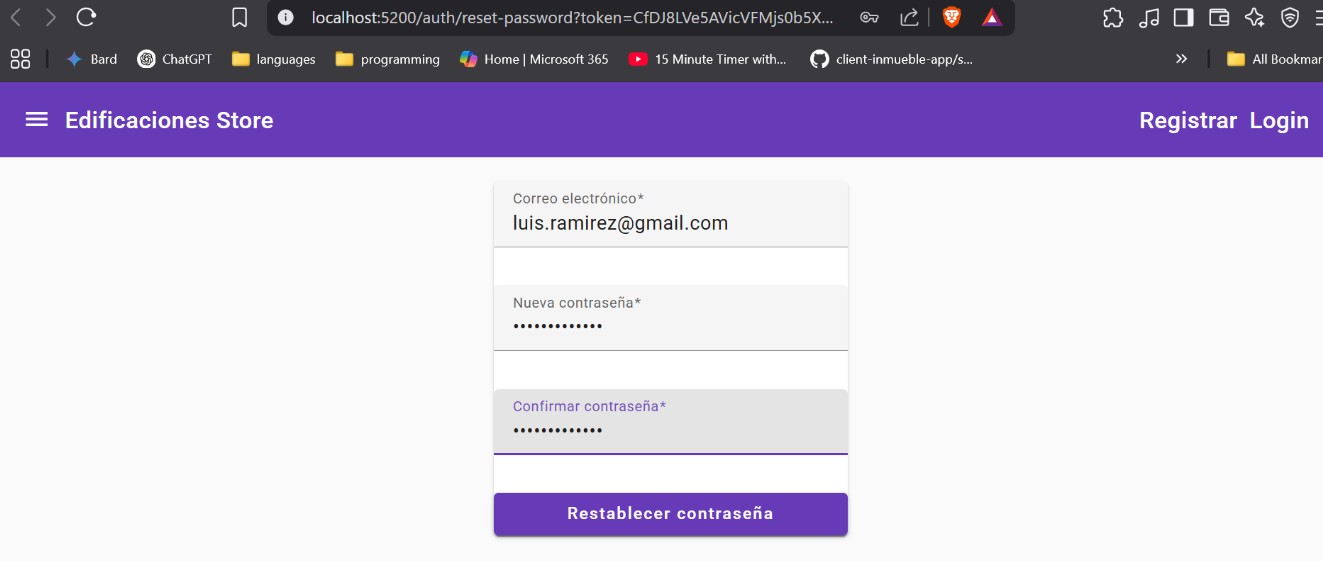 localhost:5200/auth/reset-password?token=CfDJ8LVe5AVicVFMjs0b5X...
Bard ChatGPT languages programming Home | Microsoft 365 15 Minute Timer with... client-inmueble-app/s... » All Bookmar
Edificaciones Store Registrar Login
Correo electrónico*
luis.ramirez@gmail.com
Nueva contraseña*
•••••••••••••
Confirmar contraseña*
•••••••••••••
Restablecer contraseña